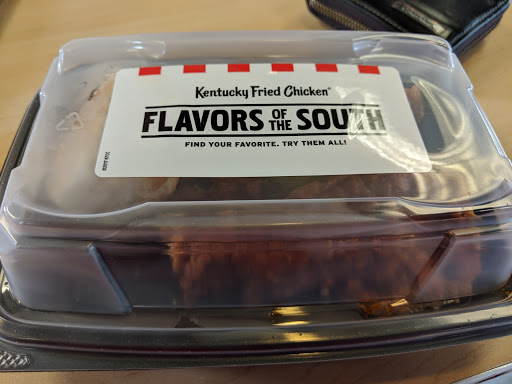 Kentucky Fried Chicken®
FLAVORS OF THE SOUTH
FIND YOUR FAVORITE. TRY THEM ALL!